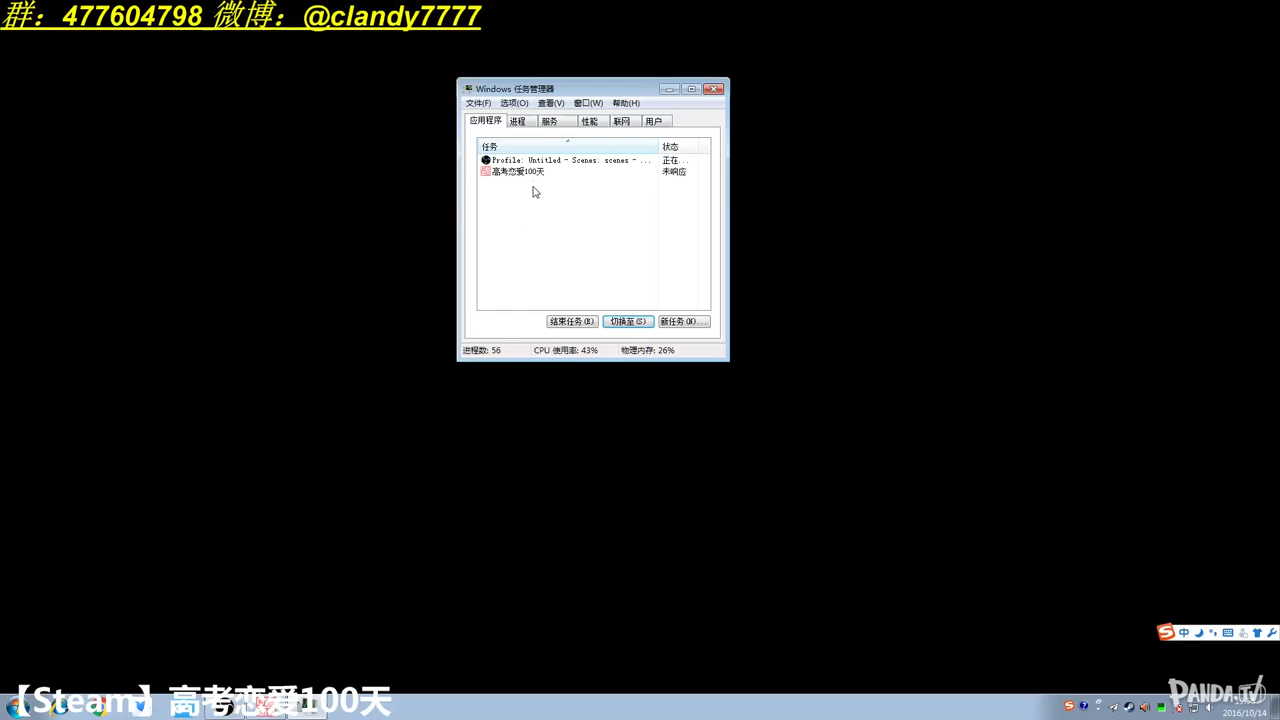 群：477604798 微博：@clandy7777
Windows 任务管理器
文件(F) 选项(O) 查看(V) 窗口(W) 帮助(H)
应用程序 进程 服务 性能 联网 用户
任务 状态
Profile: Untitled - Scenes: scenes - ... 正在...
高考恋爱100天 未响应
结束任务(E) 切换至(S) 新任务(N)...
进程数: 56 CPU 使用率: 43% 物理内存: 26%
中
【Steam】高考恋爱100天
PANDA.TV
2016/10/14